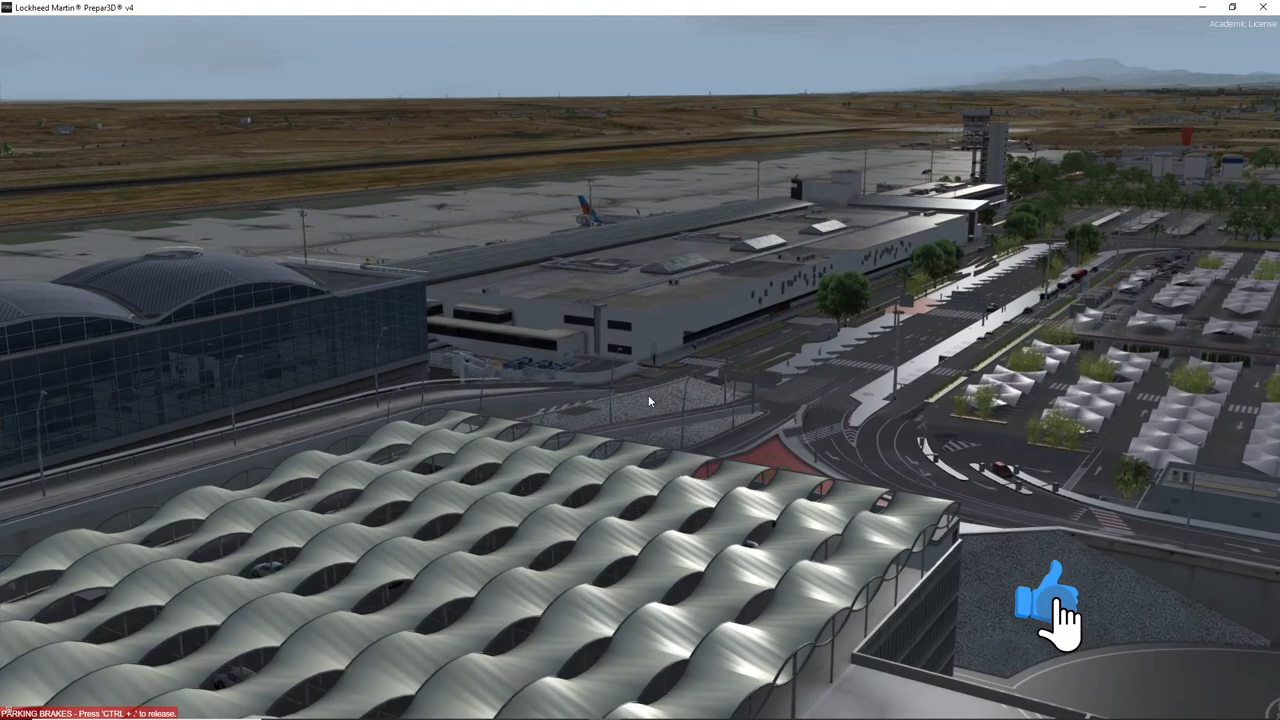 Lockheed Martin® Prepar3D® v4
Academic License
PARKING BRAKES - Press 'CTRL + .' to release.